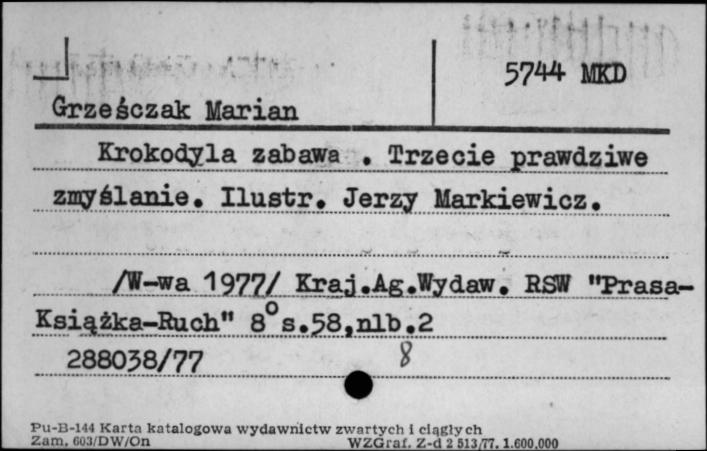 5744 MKD
Grześczak Marian
Krokodyla zabawa . Trzecie prawdziwe
zmyślanie. Ilustr. Jerzy Markiewicz.
/W-wa 1977/ Kraj.Ag.Wydaw. RSW "Prasa-
Książka-Ruch" 8° s.58,nlb.2
288038/77 8
Pu-B-144 Karta katalogowa wydawnictw zwartych i ciągłych
Zam. 603/DW/On WZGraf. Z-d 2 513/77. 1.600.000